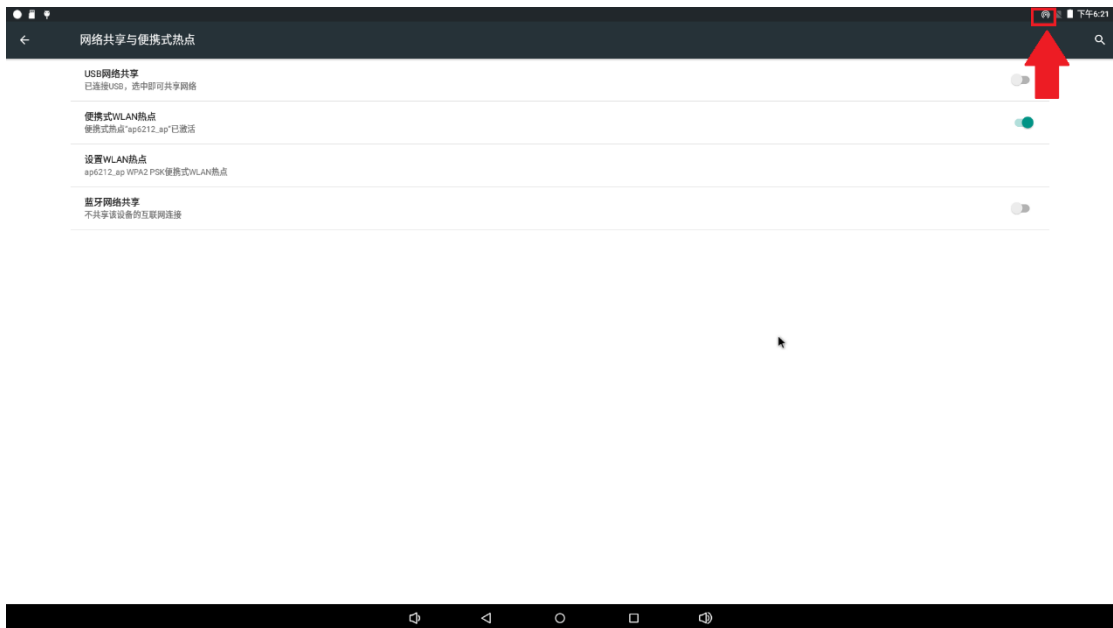 下午6:21
网络共享与便携式热点
USB网络共享
已连接USB，选中即可共享网络
便携式WLAN热点
便携式热点"ap6212_ap"已激活
设置WLAN热点
ap6212_ap WPA2 PSK便携式WLAN热点
蓝牙网络共享
不共享该设备的互联网连接